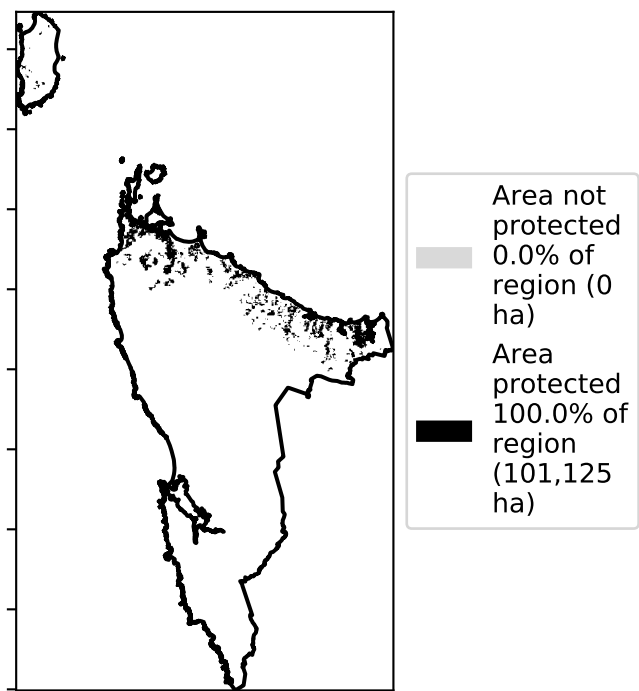 Area not
protected
0.0% of
region (0
ha)
Area
protected
100.0% of
region
(101,125
ha)